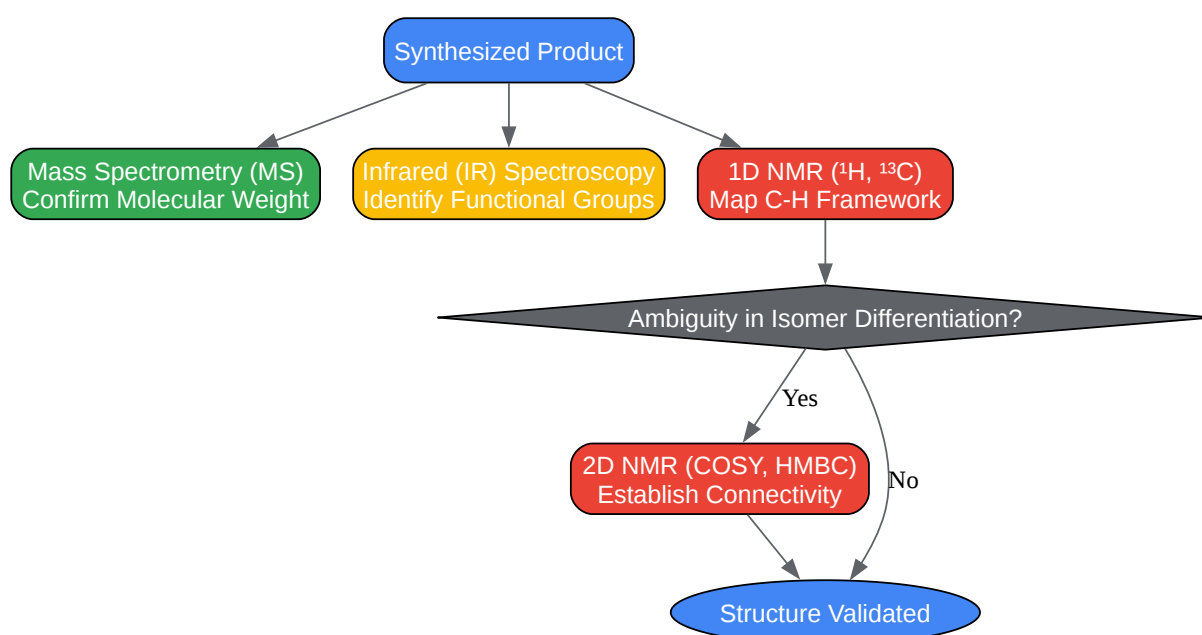 Synthesized Product
Mass Spectrometry (MS)
Confirm Molecular Weight
Infrared (IR) Spectroscopy
Identify Functional Groups
1D NMR (¹H, ¹³C)
Map C-H Framework
Ambiguity in Isomer Differentiation?
Yes
2D NMR (COSY, HMBC)
Establish Connectivity
No
Structure Validated